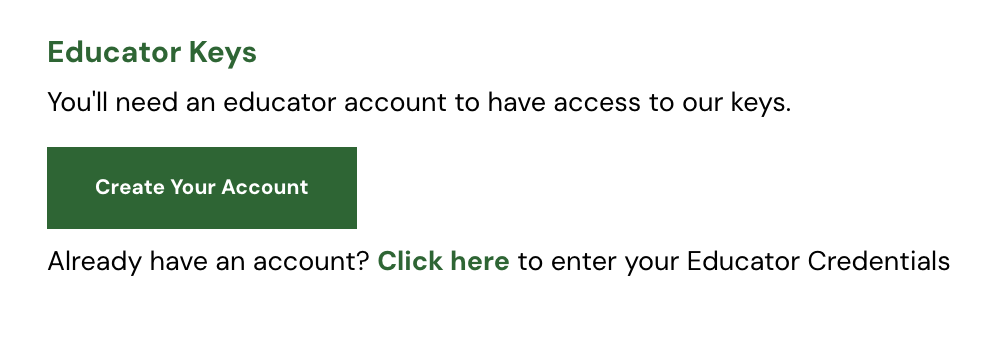 Educator Keys
You'll need an educator account to have access to our keys.
Create Your Account
Already have an account? Click here to enter your Educator Credentials